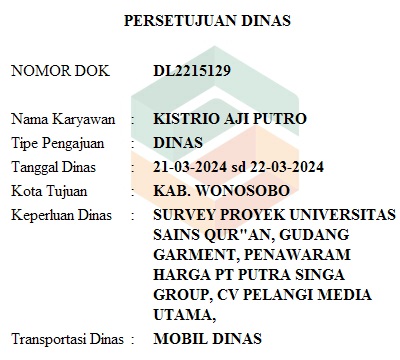 PERSETUJUAN DINAS
NOMOR DOK DL2215129
Nama Karyawan : KISTRIO AJI PUTRO
Tipe Pengajuan : DINAS
Tanggal Dinas : 21-03-2024 sd 22-03-2024
Kota Tujuan : KAB. WONOSOBO
Keperluan Dinas : SURVEY PROYEK UNIVERSITAS
SAINS QUR"AN, GUDANG
GARMENT, PENAWARAM
HARGA PT PUTRA SINGA
GROUP, CV PELANGI MEDIA
UTAMA,
Transportasi Dinas : MOBIL DINAS